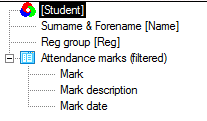 [Student]
Surname & Forename [Name]
Reg group [Reg]
Attendance marks (filtered)
Mark
Mark description
Mark date